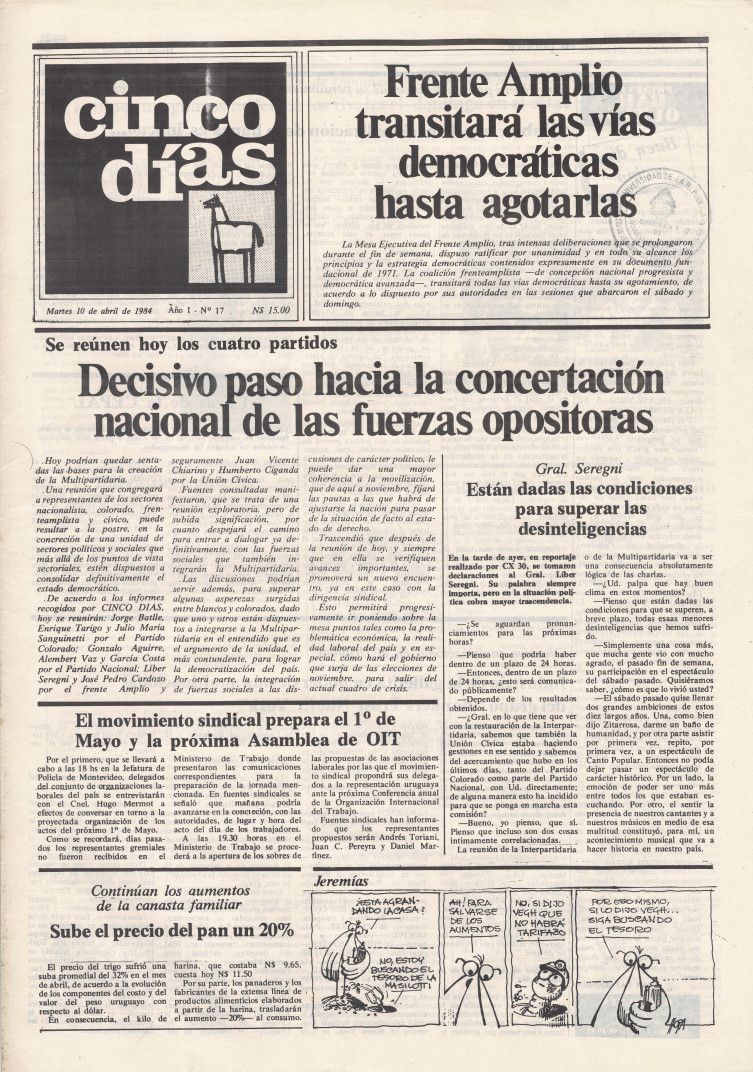 cinco
días
Martes 10 de abril de 1984 Año I - Nº 17 N$ 15.00
Frente Amplio
transitará las vías
democráticas
hasta agotarlas
La Mesa Ejecutiva del Frente Amplio, tras intensas deliberaciones que se prolongaron
durante el fin de semana, dispuso ratificar por unanimidad y en todo su alcance los
principios y la estrategia democráticas contenidos expresamente en su documento fun-
dacional de 1971. La coalición frenteamplista —de concepción nacional progresista y
democrática avanzada—, transitará todas las vías democráticas hasta su agotamiento, de
acuerdo a lo dispuesto por sus autoridades en las sesiones que abarcaron el sábado y
domingo.
Se reúnen hoy los cuatro partidos
Decisivo paso hacia la concertación
nacional de las fuerzas opositoras
Hoy podrían quedar senta-
das las bases para la creación
de la Multipartidaria.
Una reunión que congregará
a representantes de los sectores
nacionalista, colorado, fren-
teamplista y cívico, puede
resultar a la postre, en la
concreción de una unidad de
sectores políticos y sociales que
más allá de los puntos de vista
sectoriales, estén dispuestos a
consolidar definitivamente el
estado democrático.
De acuerdo a los informes
recogidos por CINCO DIAS,
hoy se reunirán: Jorge Batlle,
Enrique Tarigo y Julio María
Sanguinetti por el Partido
Colorado; Gonzalo Aguirre,
Alembert Vaz y García Costa
por el Partido Nacional; Líber
Seregni y José Pedro Cardozo
por el frente Amplio y
seguramente Juan Vicente
Chiarino y Humberto Ciganda
por la Unión Cívica.
Fuentes consultadas mani-
festaron, que se trata de una
reunión exploratoria, pero de
subida significación, por
cuanto despejará el camino
para entrar a dialogar ya de-
finitivamente, con las fuerzas
sociales que también in-
tegrarán la Multipartidaria.
Las discusiones podrían
servir además, para superar
algunas asperezas surgidas
entre blancos y colorados, dado
que uno y otros están dispues-
tos a integrarse a la Multipar-
tidaria en el entendido que es
el argumento de la unidad, el
más contundente, para lograr
la democratización del país.
Por otra parte, la integración
de fuerzas sociales a las dis-
cusiones de carácter político, le
puede dar una mayor
coherencia a la movilización,
que de aquí a noviembre, fijará
las pautas a las que habrá de
ajustarse la nación para pasar
de la situación de facto al esta-
do de derecho.
Trascendió que después de
la reunión de hoy, y siempre
que en ella se verifiquen
avances importantes, se
promoverá un nuevo encuen-
tro, ya en este caso con la
dirigencia sindical.
Esto permitirá progresi-
vamente ir poniendo sobre la
mesa puntos tales como la pro-
blemática económica, la reali-
dad laboral del país y en es-
pecial, cómo hará el gobierno
que surja de las elecciones de
noviembre, para salir del
actual cuadro de crisis.
Gral. Seregni
Están dadas las condiciones
para superar las
desinteligencias
En la tarde de ayer, en reportaje
realizado por CX 30, se tomaron
declaraciones al Gral. Líber
Seregni. Su palabra siempre
importa, pero en la situación polí-
tica cobra mayor trascendencia.
—¿Se aguardan pronun-
ciamientos para las próximas
horas?
—Pienso que podría haber
dentro de un plazo de 24 horas.
—Entonces, dentro de un plazo
de 24 horas, ¿esto será comunica-
do públicamente?
—Depende de los resultados
obtenidos.
—¿Gral. en lo que tiene que ver
con la restauración de la Interpar-
tidaria, sabemos que también la
Unión Cívica estaba haciendo
gestiones en ese sentido y sabemos
del acercamiento que hubo en los
últimos días, tanto del Partido
Colorado como parte del Partido
Nacional, con Ud. directamente;
de alguna manera esto ha incidido
para que se ponga en marcha esta
comisión?
—Bueno, yo pienso, que sí.
Pienso que incluso son dos cosas
íntimamente correlacionadas.
La reunión de la Interpartidaria
o de la Multipartidaria va a ser
una consecuencia absolutamente
lógica de las charlas.
—¿Ud. palpa que hay buen
clima en estos momentos?
—Pienso que están dadas las
condiciones para que se superen, a
breve plazo, todas esaas menores
desinteligencias que hemos sufri-
do.
—Simplemente una cosa más,
que mucha gente vio con mucho
agrado, el pasado fin de semana,
su participación en el espectáculo
del sábado pasado. Quisiéramos
saber, ¿cómo es que lo vivió usted?
—El sábado pasado quise llenar
dos grandes ambiciones de estos
diez largos años. Una, como bien
dijo Zitarrosa, darme un baño de
humanidad, y por otra parte asistir
por primera vez, repito, por
primera vez, a un espectáculo de
Canto Popular. Entonces no podía
dejar pasar un espectáculo de
carácter histórico. Por un lado, la
emoción de poder ser uno más
entre todos los que estaban es-
cuchando. Por otro, el sentir la
presencia de nuestros cantantes y a
nuestros músicos en medio de esa
multitud constituyó, para mí, un
acontecimiento musical que va a
hacer historia en nuestro país.
El movimiento sindical prepara el 1º de
Mayo y la próxima Asamblea de OIT
Por el primero, que se llevará a
cabo a las 18 hs en la Jefatura de
Policía de Montevideo, delegados
del conjunto de organizaciones la-
borales del país se entrevistarán
con el Cnel. Hugo Mermot a
efectos de conversar en torno a la
proyectada organización de los
actos del próximo 1º de Mayo.
Como se recordará, días pasa-
dos los representantes gremiales
no fueron recibidos en el
Ministerio de Trabajo donde
presentaron las comunicaciones
correspondientes para la
preparación de la jornada men-
cionada. En fuentes sindicales se
señaló que mañana podría
avanzarse en la concreción, con las
autoridades, de lugar y hora del
acto del día de los trabajadores.
A las 19.30 horas en el
Ministerio de Trabajo se proce-
derá a la apertura de los sobres de
las propuestas de las asociaciones
laborales por las que el movimien-
to sindical propondrá sus delega-
dos a la representación uruguaya
ante la próxima Conferencia anual
de la Organización Internacional
del Trabajo.
Fuentes sindicales han informa-
do que los representantes
propuestos serán Andrés Toriani,
Juan C. Pereyra y Daniel Mar-
tínez.
Continúan los aumentos
de la canasta familiar
Sube el precio del pan un 20%
El precio del trigo sufrió una
suba promedial del 32% en el mes
de abril, de acuerdo a la evolución
de los componentes del costo y del
valor del peso uruguayo con
respecto al dólar.
En consecuencia, el kilo de
harina, que costaba N$ 9.65,
cuesta hoy N$ 11.50
Por su parte, los panaderos y los
fabricantes de la extensa línea de
productos alimenticios elaborados
a partir de la harina, trasladarán
el aumento —20%— al consumo.
Jeremías
¿ESTA AGRAN-
DANDO LA CASA?
NO, ESTOY
BUSCANDO EL
TESORO DE LA
MASILOTTI
AH! PARA
SALVARSE
DE LOS
AUMENTOS
NO, SI DIJO
VEGH QUE
NO HABRÁ
TARIFAZO
POR ESO MISMO,
SI LO DIJO VEGH...
SIGA BUSCANDO
EL TESORO